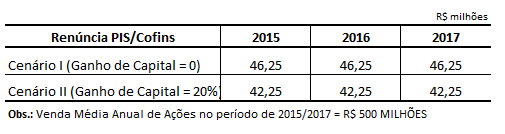 R$ milhões
Renúncia PIS/Cofins 2015 2016 2017
Cenário I (Ganho de Capital = 0) 46,25 46,25 46,25
Cenário II (Ganho de Capital = 20%) 42,25 42,25 42,25
Obs.: Venda Média Anual de Ações no período de 2015/2017 = R$ 500 MILHÕES